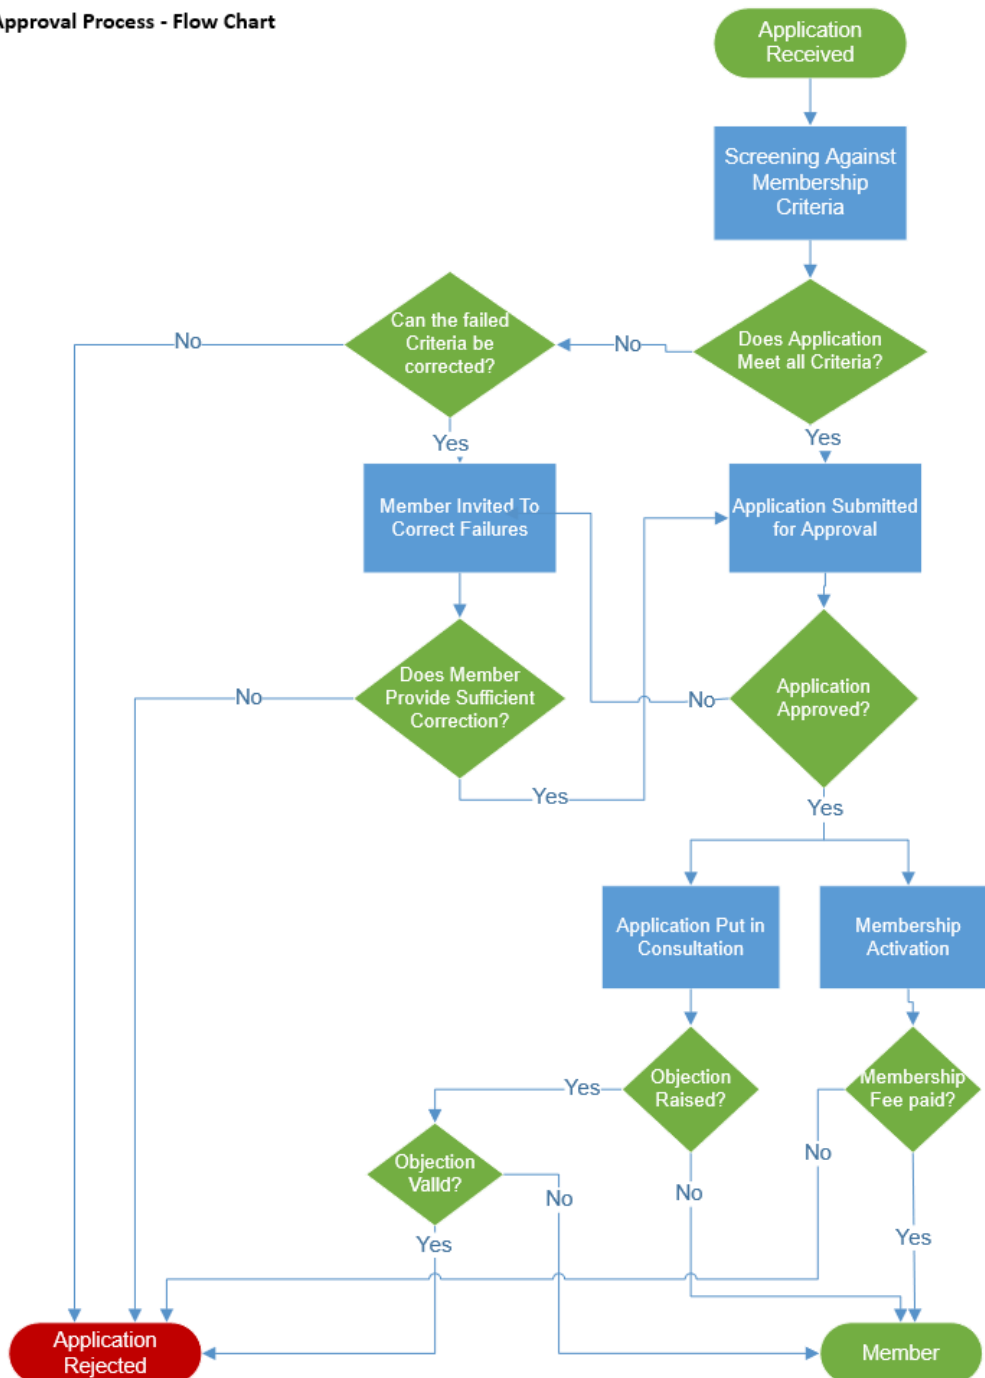 Approval Process - Flow Chart
Application
Received
Screening Against
Membership
Criteria
Does Application
Meet all Criteria?
No
Can the failed
Criteria be
corrected?
No
Yes
Yes
Member Invited To
Correct Failures
Application Submitted
for Approval
Does Member
Provide Sufficient
Correction?
No
Yes
Application
Approved?
No
Yes
Application Put in
Consultation
Membership
Activation
Objection
Raised?
Yes
No
Membership
Fee paid?
No
Yes
Objection
Valld?
No
Yes
Application
Rejected
Member